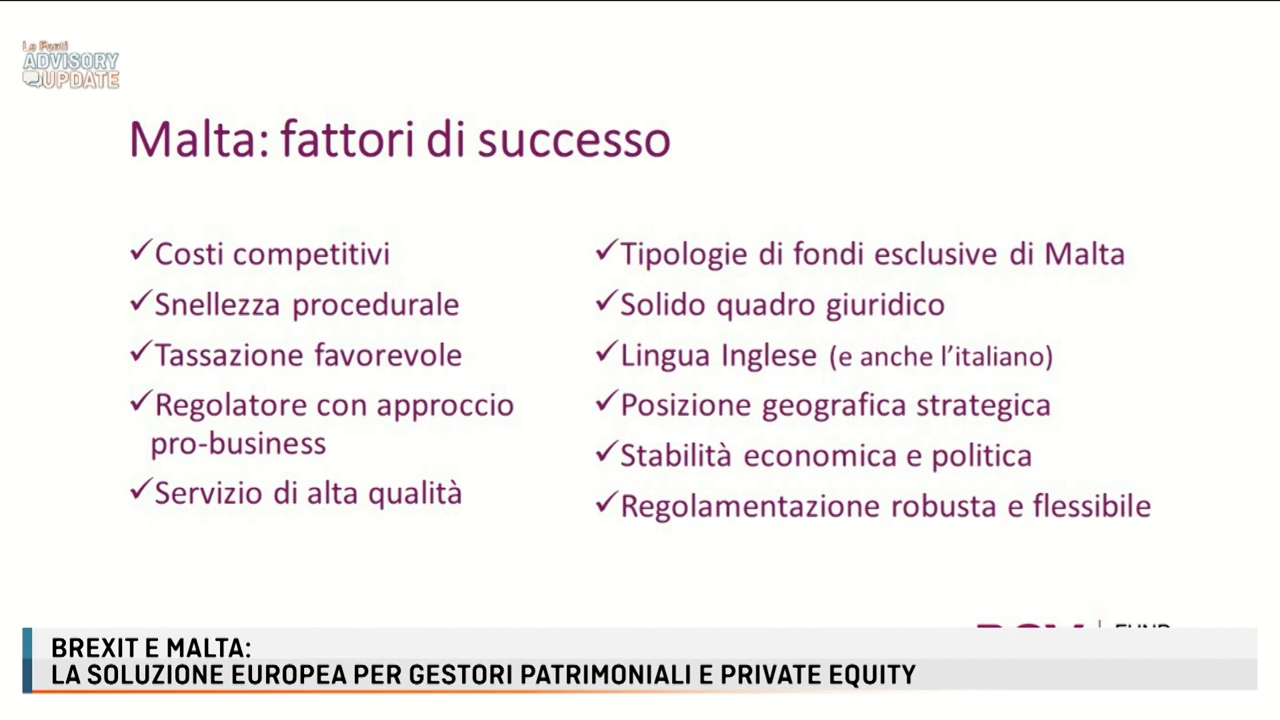 Le Fonti
ADVISORY
UPDATE
Malta: fattori di successo
✓Costi competitivi
✓Snellezza procedurale
✓Tassazione favorevole
✓Regolatore con approccio
pro-business
✓Servizio di alta qualità
✓Tipologie di fondi esclusive di Malta
✓Solido quadro giuridico
✓Lingua Inglese (e anche l'italiano)
✓Posizione geografica strategica
✓Stabilità economica e politica
✓Regolamentazione robusta e flessibile
BREXIT E MALTA:
LA SOLUZIONE EUROPEA PER GESTORI PATRIMONIALI E PRIVATE EQUITY